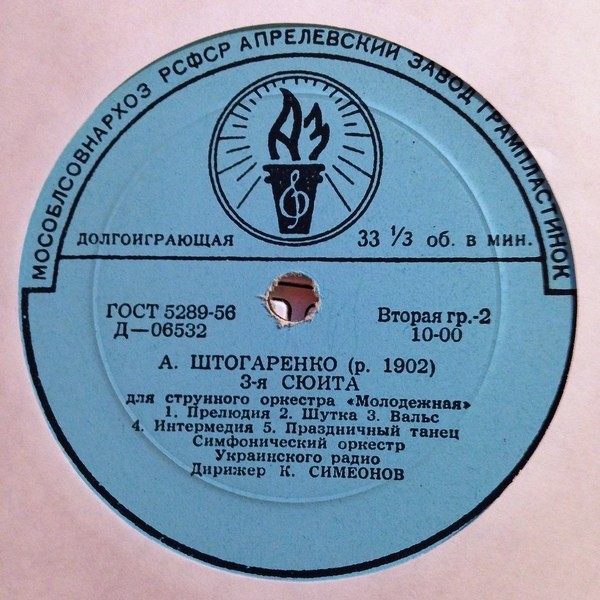 МОСОБЛСОВНАРХОЗ РСФСР АПРЕЛЕВСКИЙ ЗАВОД ГРАМПЛАСТИНОК
АЗ
ДОЛГОИГРАЮЩАЯ 33 1/3 об. в мин.
ГОСТ 5289-56 Вторая гр.-2
Д—06532 10-00
А. ШТОГАРЕНКО (р. 1902)
3-я СЮИТА
для струнного оркестра «Молодежная»
1. Прелюдия 2. Шутка 3. Вальс
4. Интермедия 5. Праздничный танец
Симфонический оркестр
Украинского радио
Дирижер К. СИМЕОНОВ